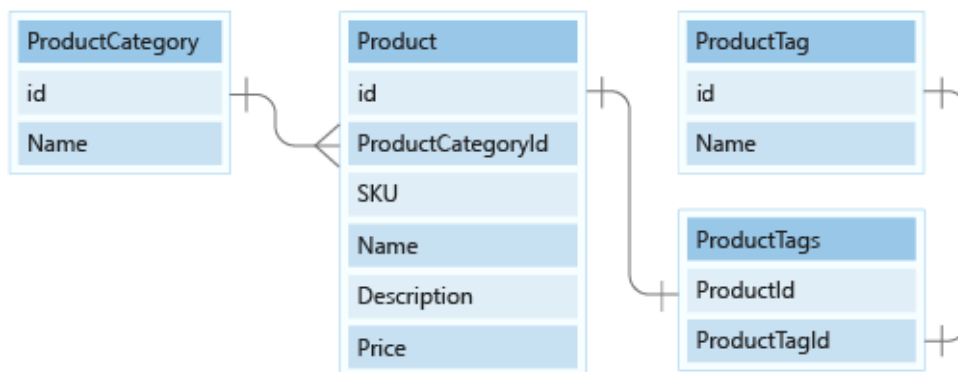 ProductCategory
id
Name
Product
id
ProductCategoryId
SKU
Name
Description
Price
ProductTag
id
Name
ProductTags
ProductId
ProductTagId